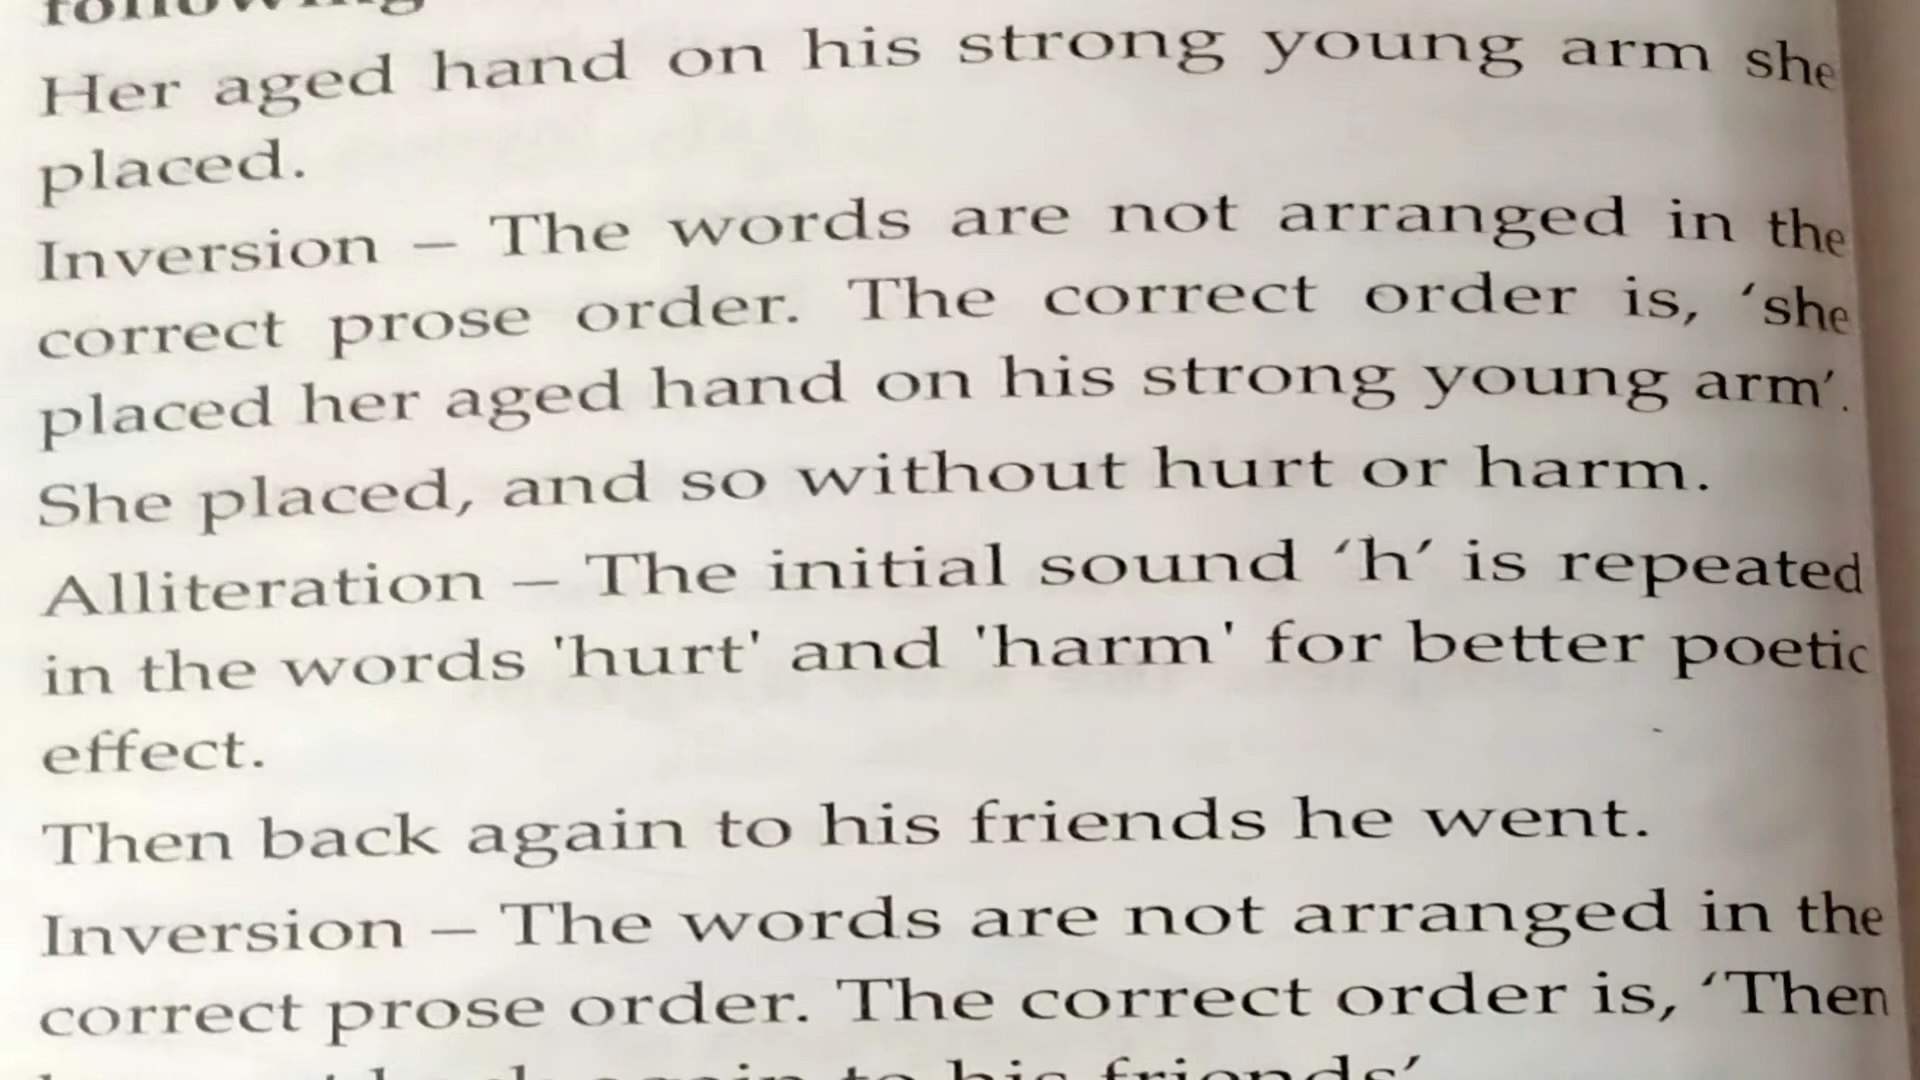 following
Her aged hand on his strong young arm she
placed.
Inversion – The words are not arranged in the
correct prose order. The correct order is, ‘she
placed her aged hand on his strong young arm’.
She placed, and so without hurt or harm.
Alliteration – The initial sound ‘h’ is repeated
in the words 'hurt' and 'harm' for better poetic
effect.
Then back again to his friends he went.
Inversion – The words are not arranged in the
correct prose order. The correct order is, ‘Then
back again to his friends’